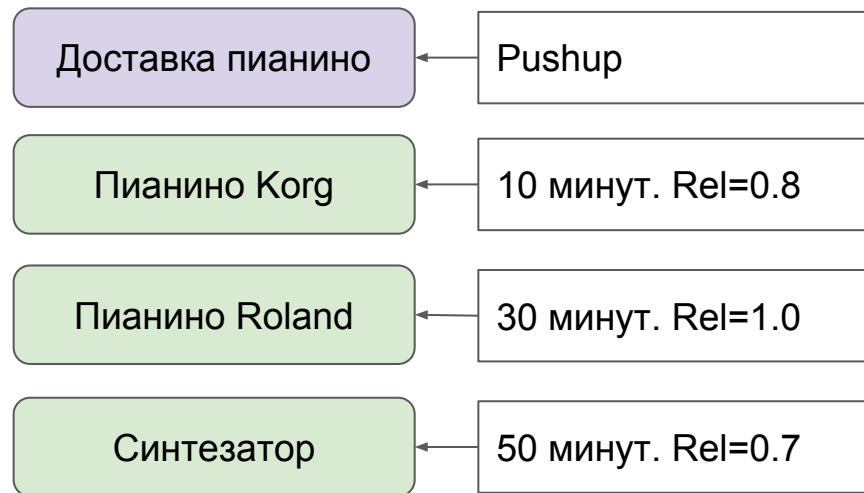 Доставка пианино
Pushup
Пианино Korg
10 минут. Rel=0.8
Пианино Roland
30 минут. Rel=1.0
Синтезатор
50 минут. Rel=0.7